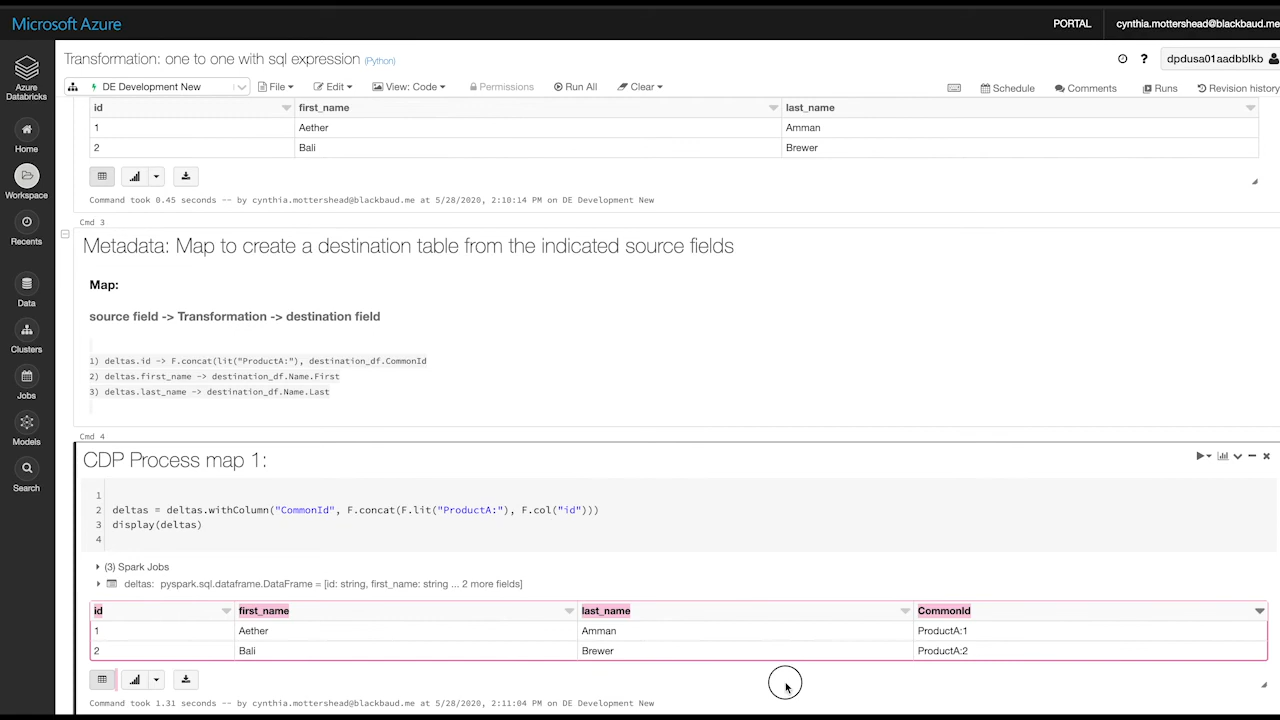 Microsoft Azure
PORTAL
cynthia.mottershead@blackbaud.me
Azure Databricks
Home
Workspace
Recents
Data
Clusters
Jobs
Models
Search
Transformation: one to one with sql expression (Python)
? dpdusa01aadbblkb
DE Development New
File
Edit
View: Code
Permissions
Run All
Clear
Schedule
Comments
Runs
Revision history
id first_name last_name
1 Aether Amman
2 Bali Brewer
Command took 0.45 seconds -- by cynthia.mottershead@blackbaud.me at 5/28/2020, 2:10:14 PM on DE Development New
Cmd 3
Metadata: Map to create a destination table from the indicated source fields
Map:
source field -> Transformation -> destination field
1) deltas.id -> F.concat(lit("ProductA:"), destination_df.CommonId
2) deltas.first_name -> destination_df.Name.First
3) deltas.last_name -> destination_df.Name.Last
Cmd 4
CDP Process map 1:
1
2 deltas = deltas.withColumn("CommonId", F.concat(F.lit("ProductA:"), F.col("id")))
3 display(deltas)
4
(3) Spark Jobs
deltas: pyspark.sql.dataframe.DataFrame = [id: string, first_name: string ... 2 more fields]
id first_name last_name CommonId
1 Aether Amman ProductA:1
2 Bali Brewer ProductA:2
Command took 1.31 seconds -- by cynthia.mottershead@blackbaud.me at 5/28/2020, 2:11:04 PM on DE Development New